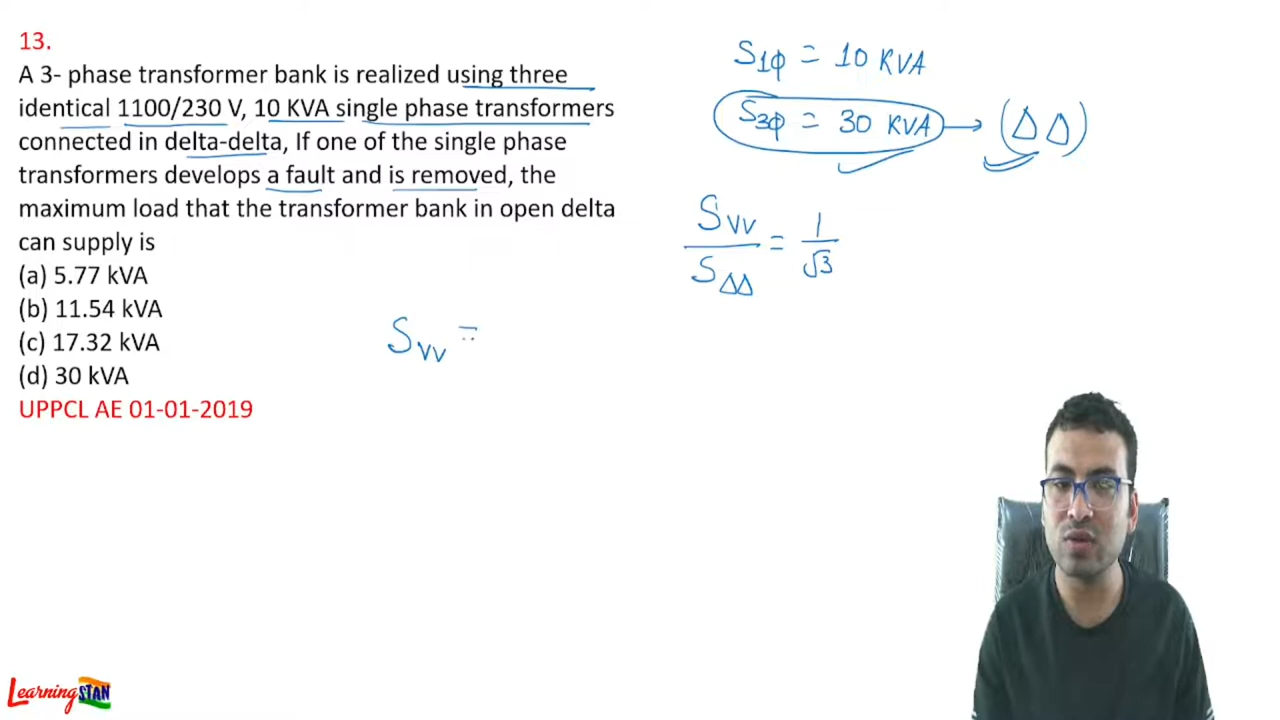 13.
A 3- phase transformer bank is realized using three
identical 1100/230 V, 10 KVA single phase transformers
connected in delta-delta, If one of the single phase
transformers develops a fault and is removed, the
maximum load that the transformer bank in open delta
can supply is
(a) 5.77 kVA
(b) 11.54 kVA
(c) 17.32 kVA
(d) 30 kVA
UPPCL AE 01-01-2019
S1ϕ = 10 KVA
S3ϕ = 30 KVA → (Δ Δ)
SVV / SΔΔ = 1 / √3
SVV =
LearningSTAN